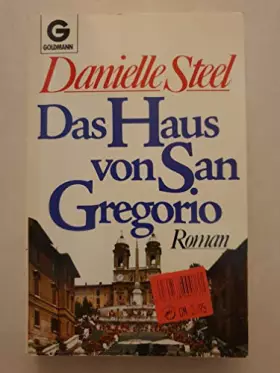 G
GOLDMANN
Danielle Steel
Das Haus
von San
Gregorio
Roman